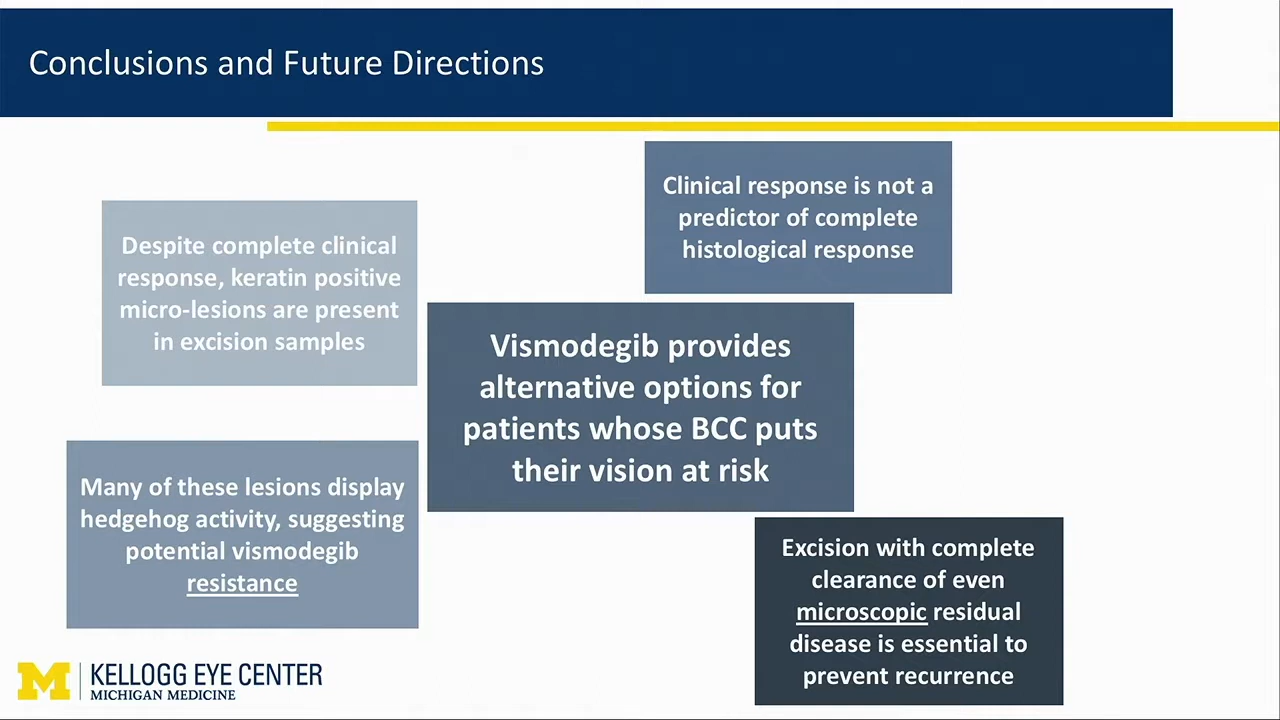 Conclusions and Future Directions
Despite complete clinical
response, keratin positive
micro-lesions are present
in excision samples
Clinical response is not a
predictor of complete
histological response
Vismodegib provides
alternative options for
patients whose BCC puts
their vision at risk
Many of these lesions display
hedgehog activity, suggesting
potential vismodegib
resistance
Excision with complete
clearance of even
microscopic residual
disease is essential to
prevent recurrence
M
KELLOGG EYE CENTER
MICHIGAN MEDICINE